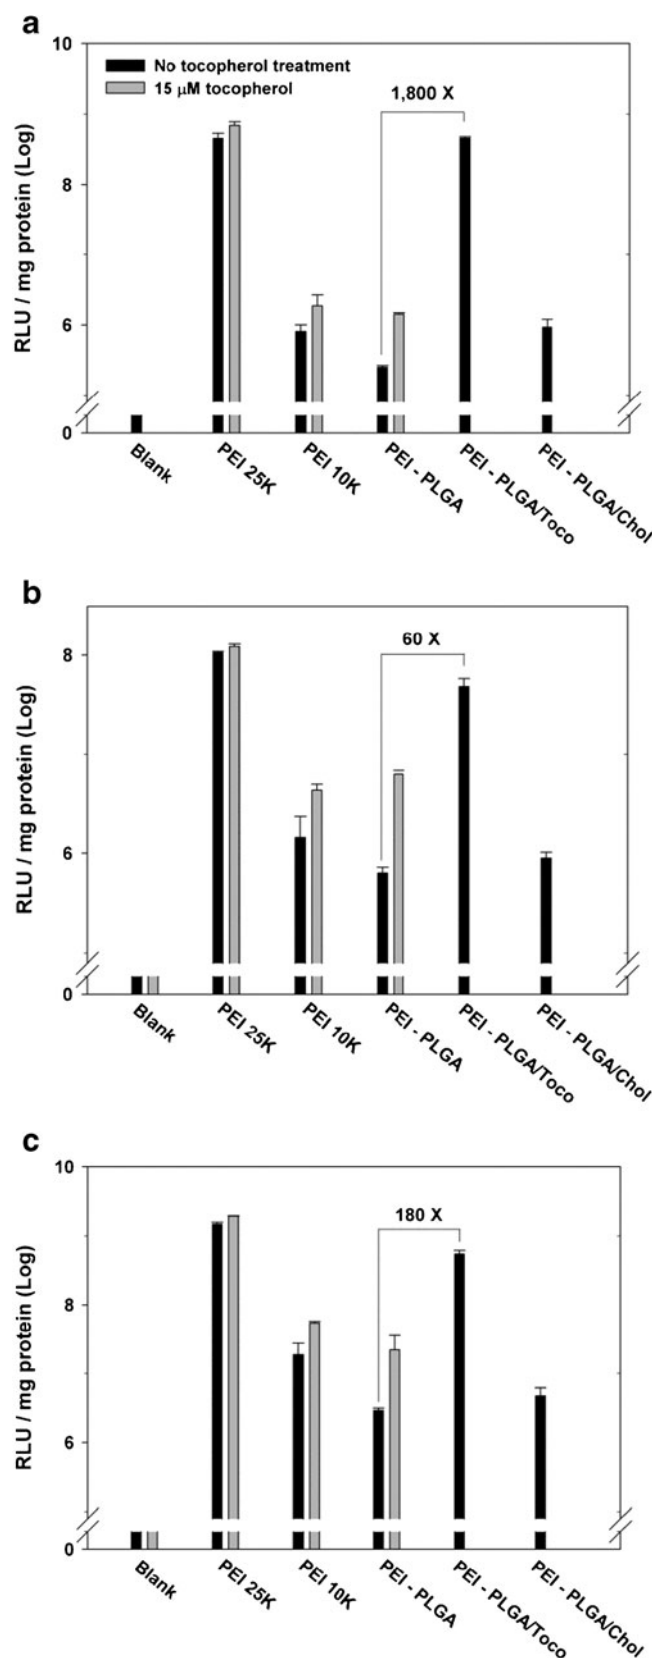 a
10
No tocopherol treatment
15 μM tocopherol
1,800 X
8
6
0
RLU / mg protein (Log)
Blank
PEI 25K
PEI 10K
PEI - PLGA
PEI - PLGA/Toco
PEI - PLGA/Chol
b
60 X
8
6
0
RLU / mg protein (Log)
Blank
PEI 25K
PEI 10K
PEI - PLGA
PEI - PLGA/Toco
PEI - PLGA/Chol
c
10
180 X
8
6
0
RLU / mg protein (Log)
Blank
PEI 25K
PEI 10K
PEI - PLGA
PEI - PLGA/Toco
PEI - PLGA/Chol